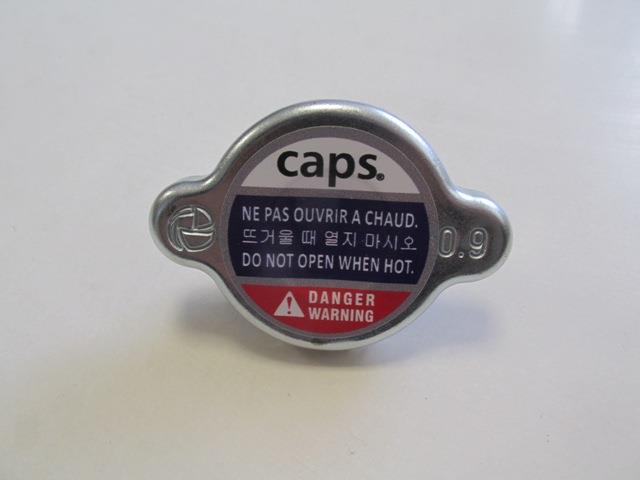 caps.®
NE PAS OUVRIR A CHAUD.
뜨거울 때 열지 마시오
0.9
DO NOT OPEN WHEN HOT.
DANGER
WARNING